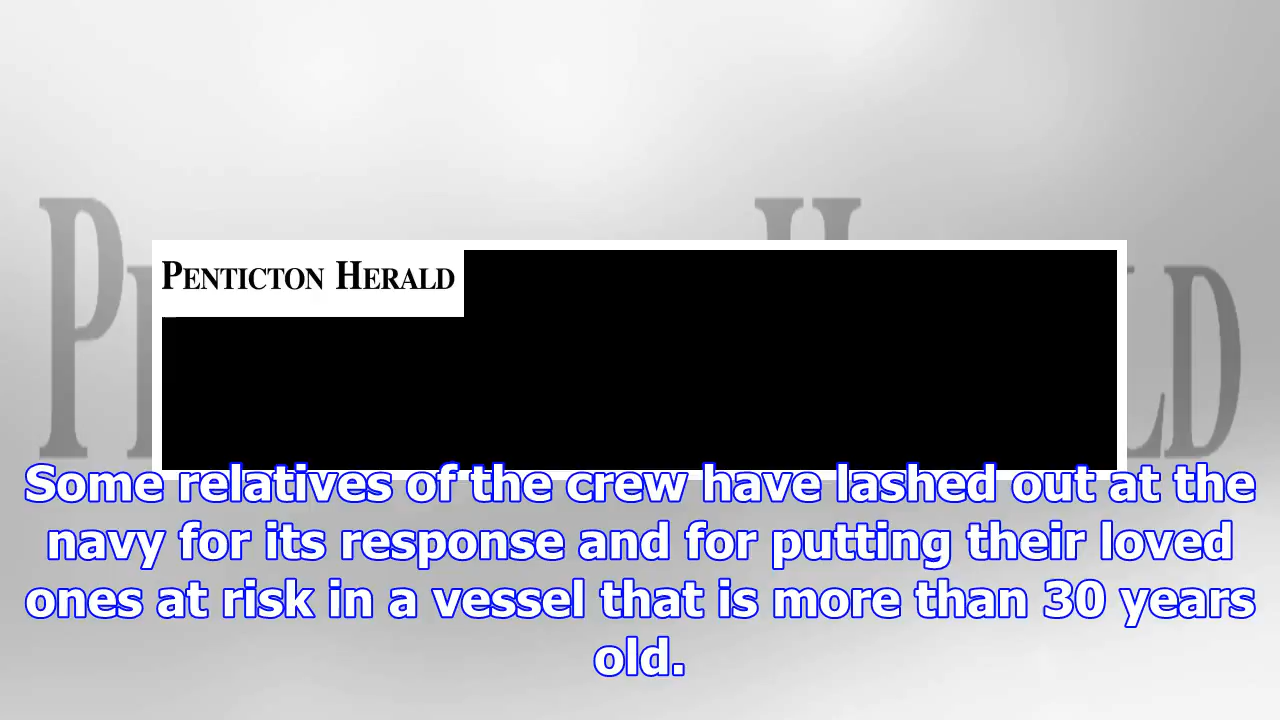 PENTICTON HERALD
Some relatives of the crew have lashed out at the
navy for its response and for putting their loved
ones at risk in a vessel that is more than 30 years
old.